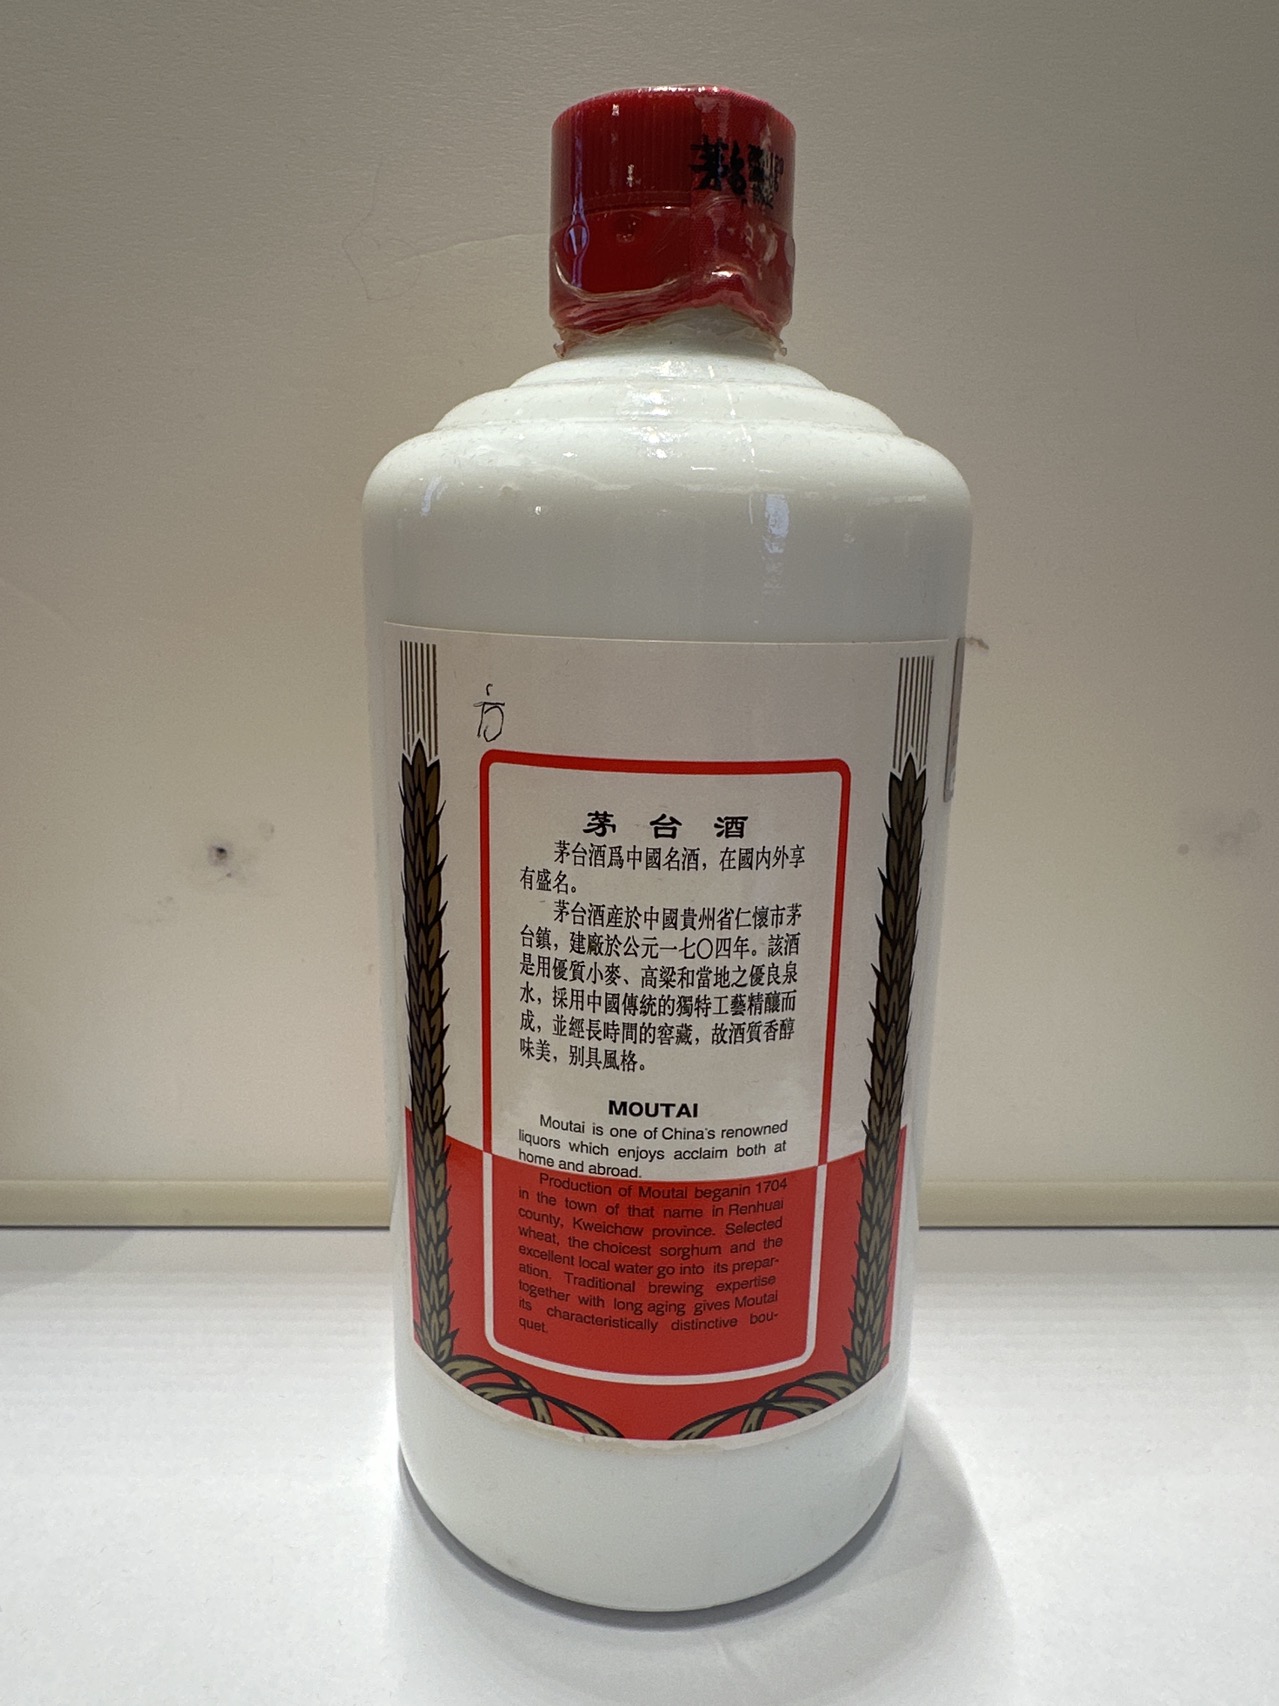 茅台
茅台酒
茅台酒爲中國名酒，在國内外享
有盛名。
茅台酒産於中國貴州省仁懷市茅
台鎮，建廠於公元一七〇四年。該酒
是用優質小麥、高粱和當地之優良泉
水，採用中國傳統的獨特工藝精釀而
成，並經長時間的窖藏，故酒質香醇
味美，别具風格。
MOUTAI
Moutai is one of China's renowned
liquors which enjoys acclaim both at
home and abroad.
Production of Moutai beganin 1704
in the town of that name in Renhuai
county, Kweichow province. Selected
wheat, the choicest sorghum and the
excellent local water go into its prepar-
ation. Traditional brewing expertise
together with long aging gives Moutai
its characteristically distinctive bou-
quet.